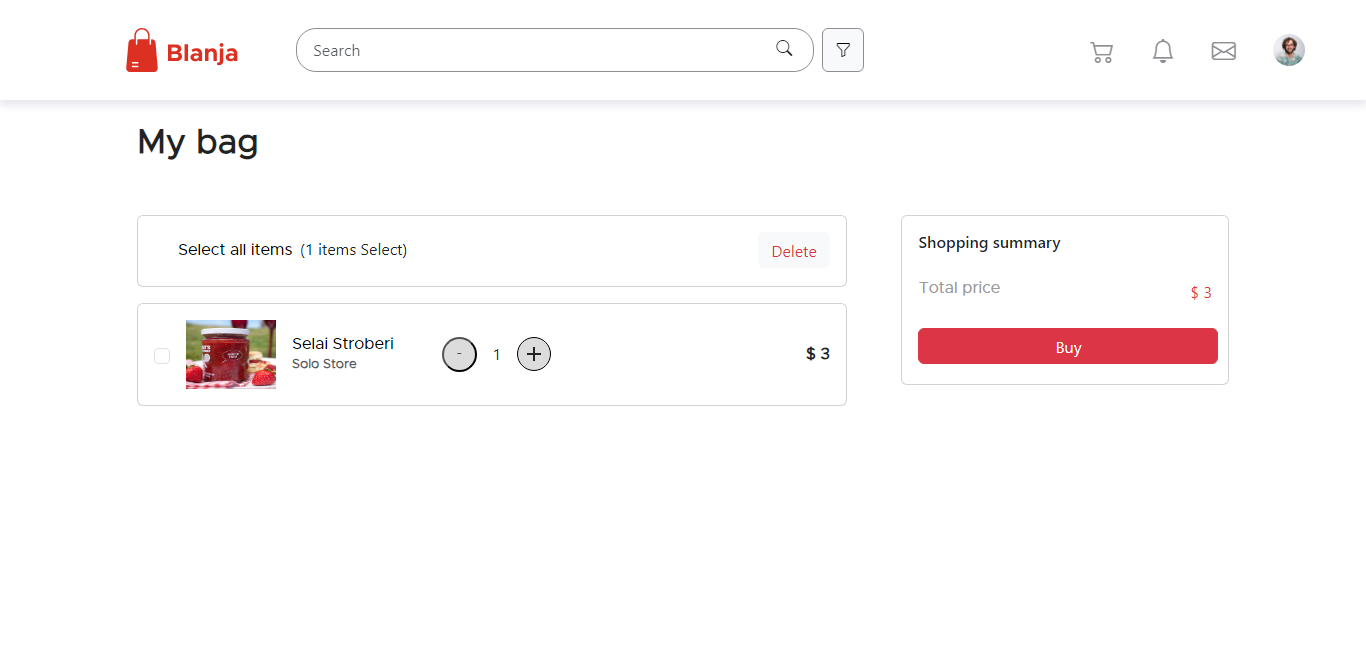 Blanja
Search
My bag
Select all items (1 items Select)
Delete
Selai Stroberi
Solo Store
- 1 +
$ 3
Shopping summary
Total price
$ 3
Buy